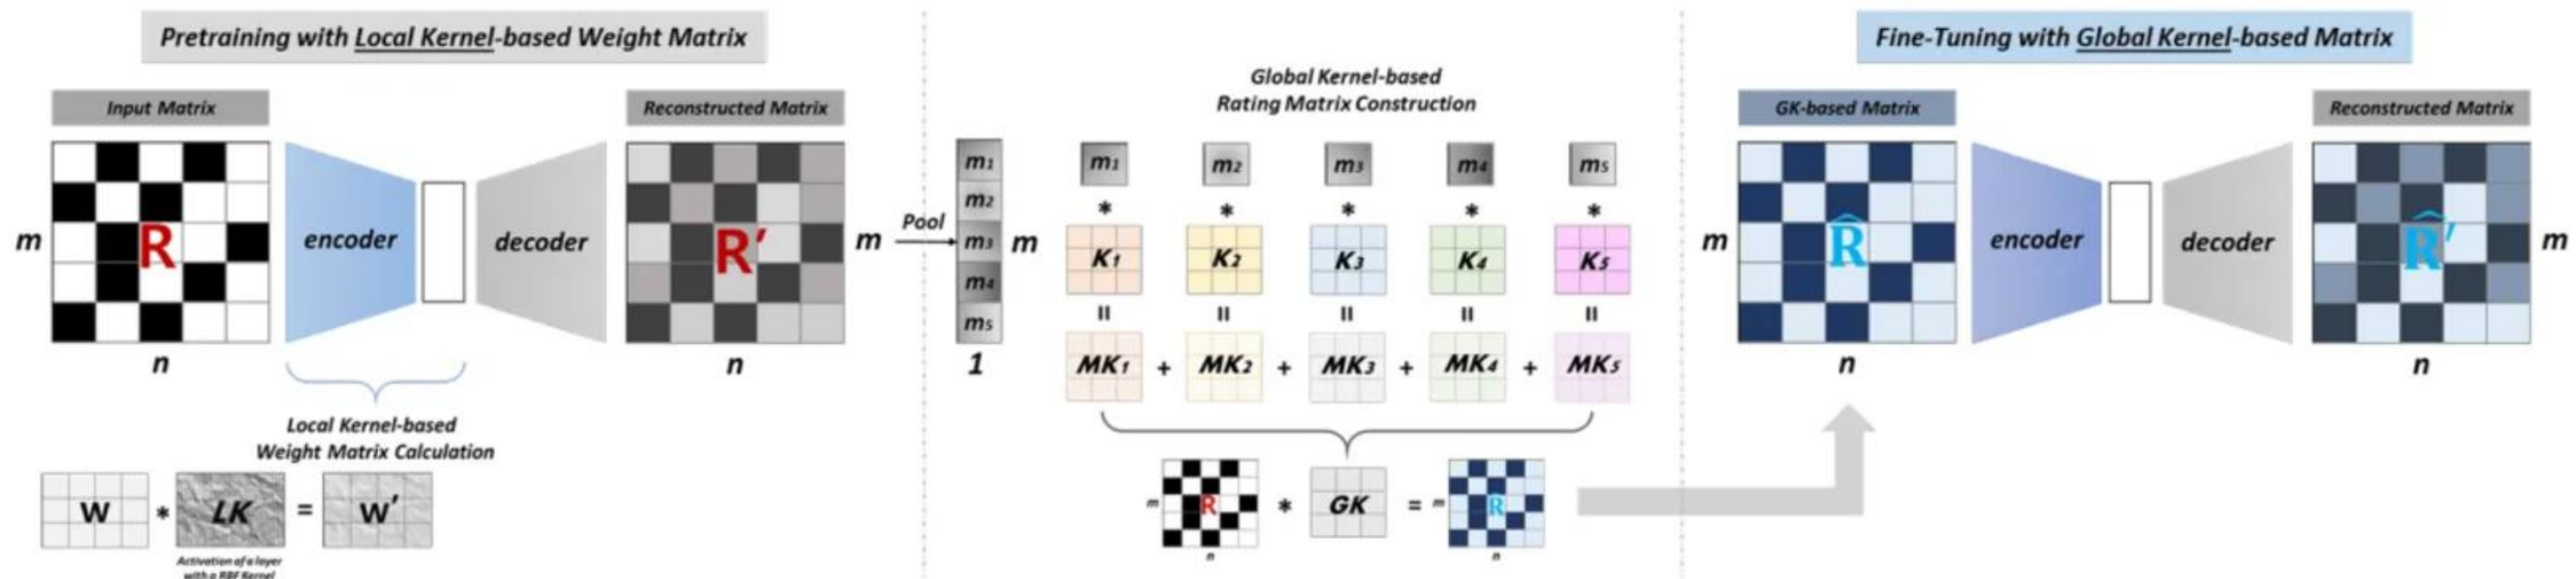 Pretraining with Local Kernel-based Weight Matrix
Input Matrix
Reconstructed Matrix
m
R
encoder
decoder
R′
m
n
n
Local Kernel-based
Weight Matrix Calculation
W
*
LK
=
W′
Activation of a layer
with a RBF Kernel
Pool
m1
m2
m3
m4
m5
m
1
Global Kernel-based
Rating Matrix Construction
m1 m2 m3 m4 m5
* * * * *
K1 K2 K3 K4 K5
= = = = =
MK1 + MK2 + MK3 + MK4 + MK5
m R * GK = m R̂
n n
Fine-Tuning with Global Kernel-based Matrix
GK-based Matrix
Reconstructed Matrix
m
R̂
encoder
decoder
R̂′
m
n
n